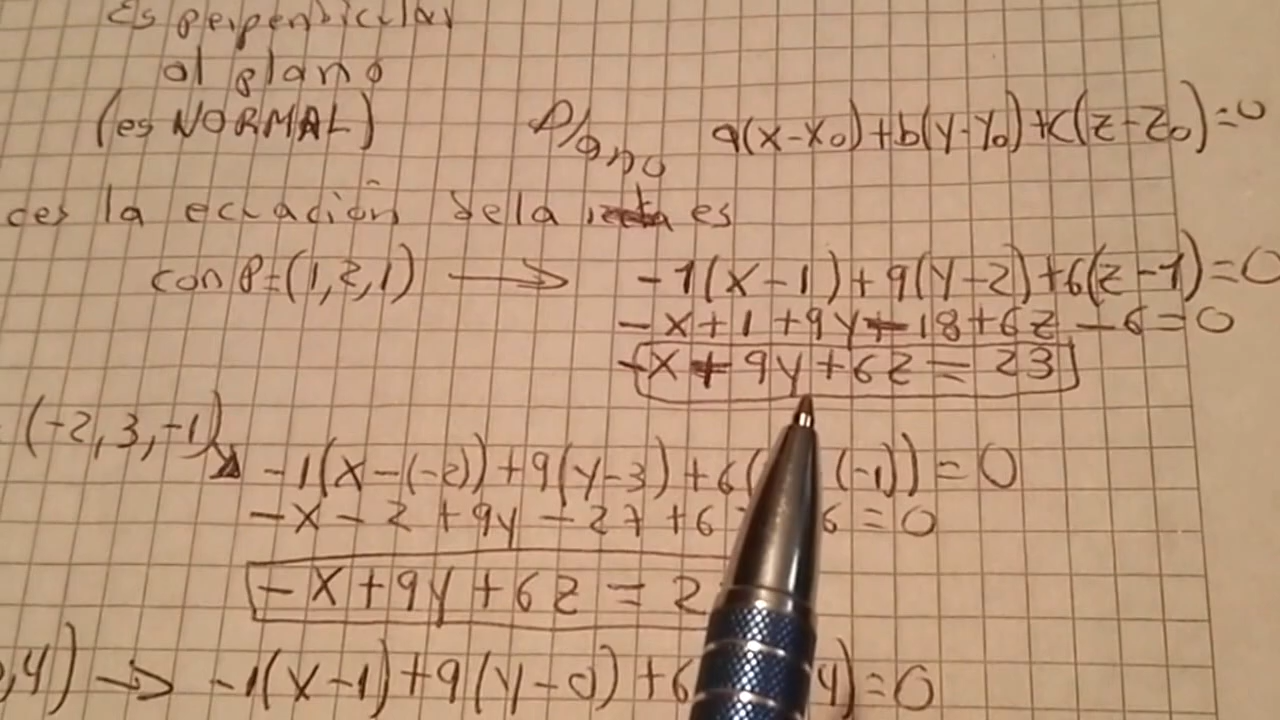 Es perpendicular
al plano
(es NORMAL)
Plano a(x-x₀)+b(y-y₀)+c(z-z₀)=0
ces la ecuación dela es
con P=(1,2,1) → -1(x-1)+9(y-2)+6(z-1)=0
-x+1+9y-18+6z-6=0
-x+9y+6z=23
(-2,3,-1) → -1(x-(-2))+9(y-3)+6( (-1))=0
-x-2+9y-27+6 6=0
-x+9y+6z=2
,4) → -1(x-1)+9(y-0)+6 4)=0